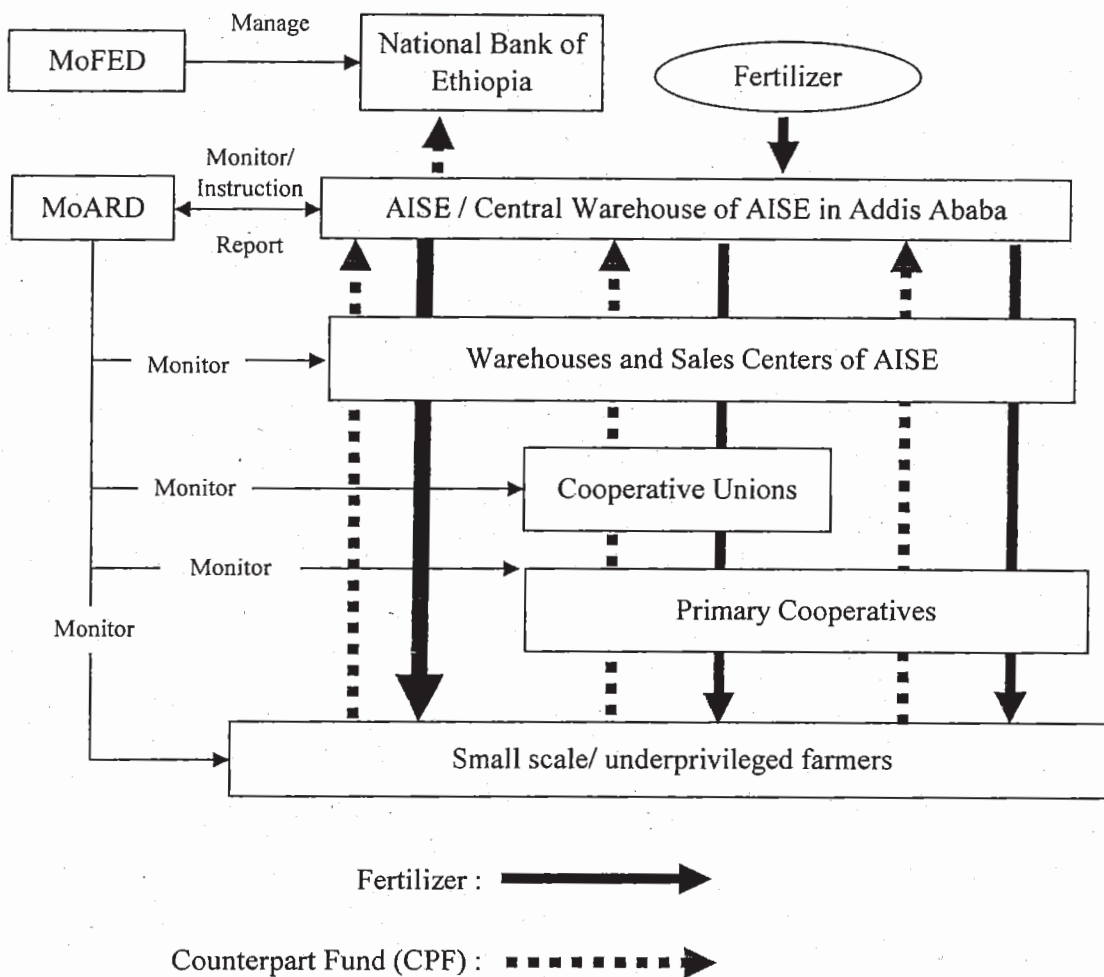 Manage
MoFED
National Bank of
Ethiopia
Fertilizer
Monitor/
Instruction
MoARD
AISE / Central Warehouse of AISE in Addis Ababa
Report
Monitor
Warehouses and Sales Centers of AISE
Monitor
Cooperative Unions
Monitor
Primary Cooperatives
Monitor
Small scale/ underprivileged farmers
Fertilizer :
Counterpart Fund (CPF) :